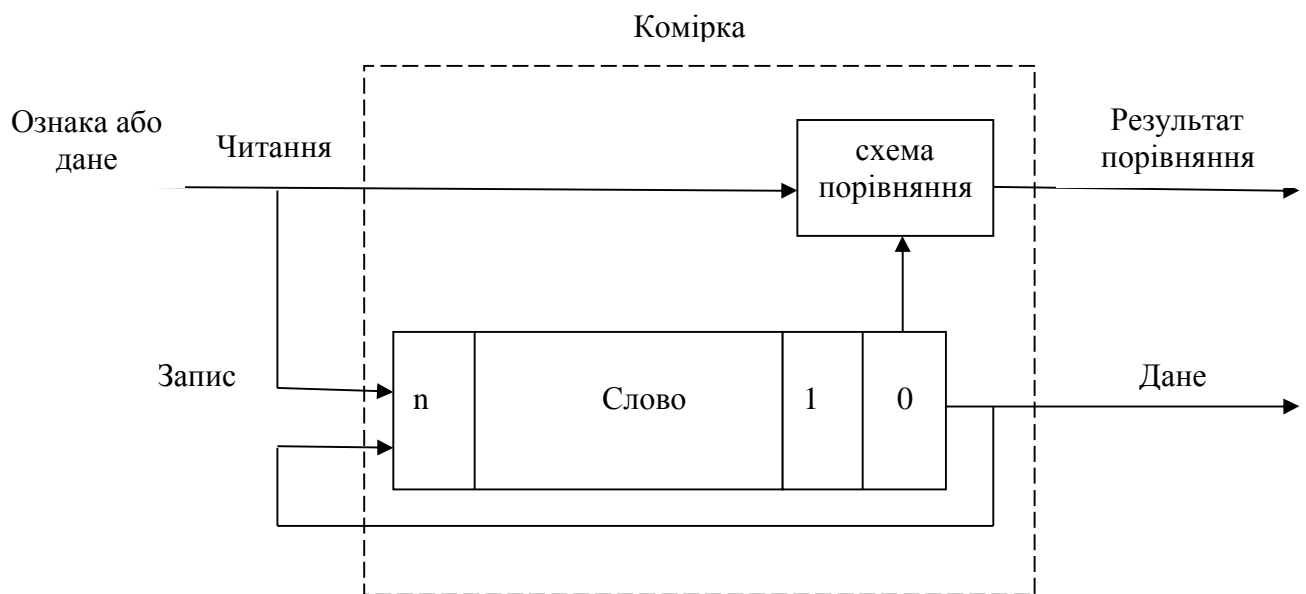 Комірка
Ознака або
дане
Читання
схема
порівняння
Результат
порівняння
Запис
n
Слово
1
0
Дане